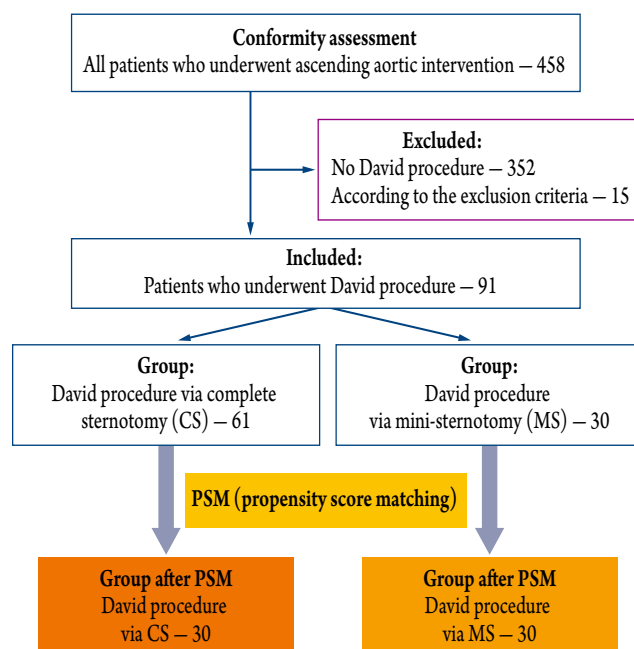 Conformity assessment
All patients who underwent ascending aortic intervention – 458
Excluded:
No David procedure – 352
According to the exclusion criteria – 15
Included:
Patients who underwent David procedure – 91
Group:
David procedure via complete
sternotomy (CS) – 61
Group:
David procedure
via mini-sternotomy (MS) – 30
PSM (propensity score matching)
Group after PSM
David procedure
via CS – 30
Group after PSM
David procedure
via MS – 30